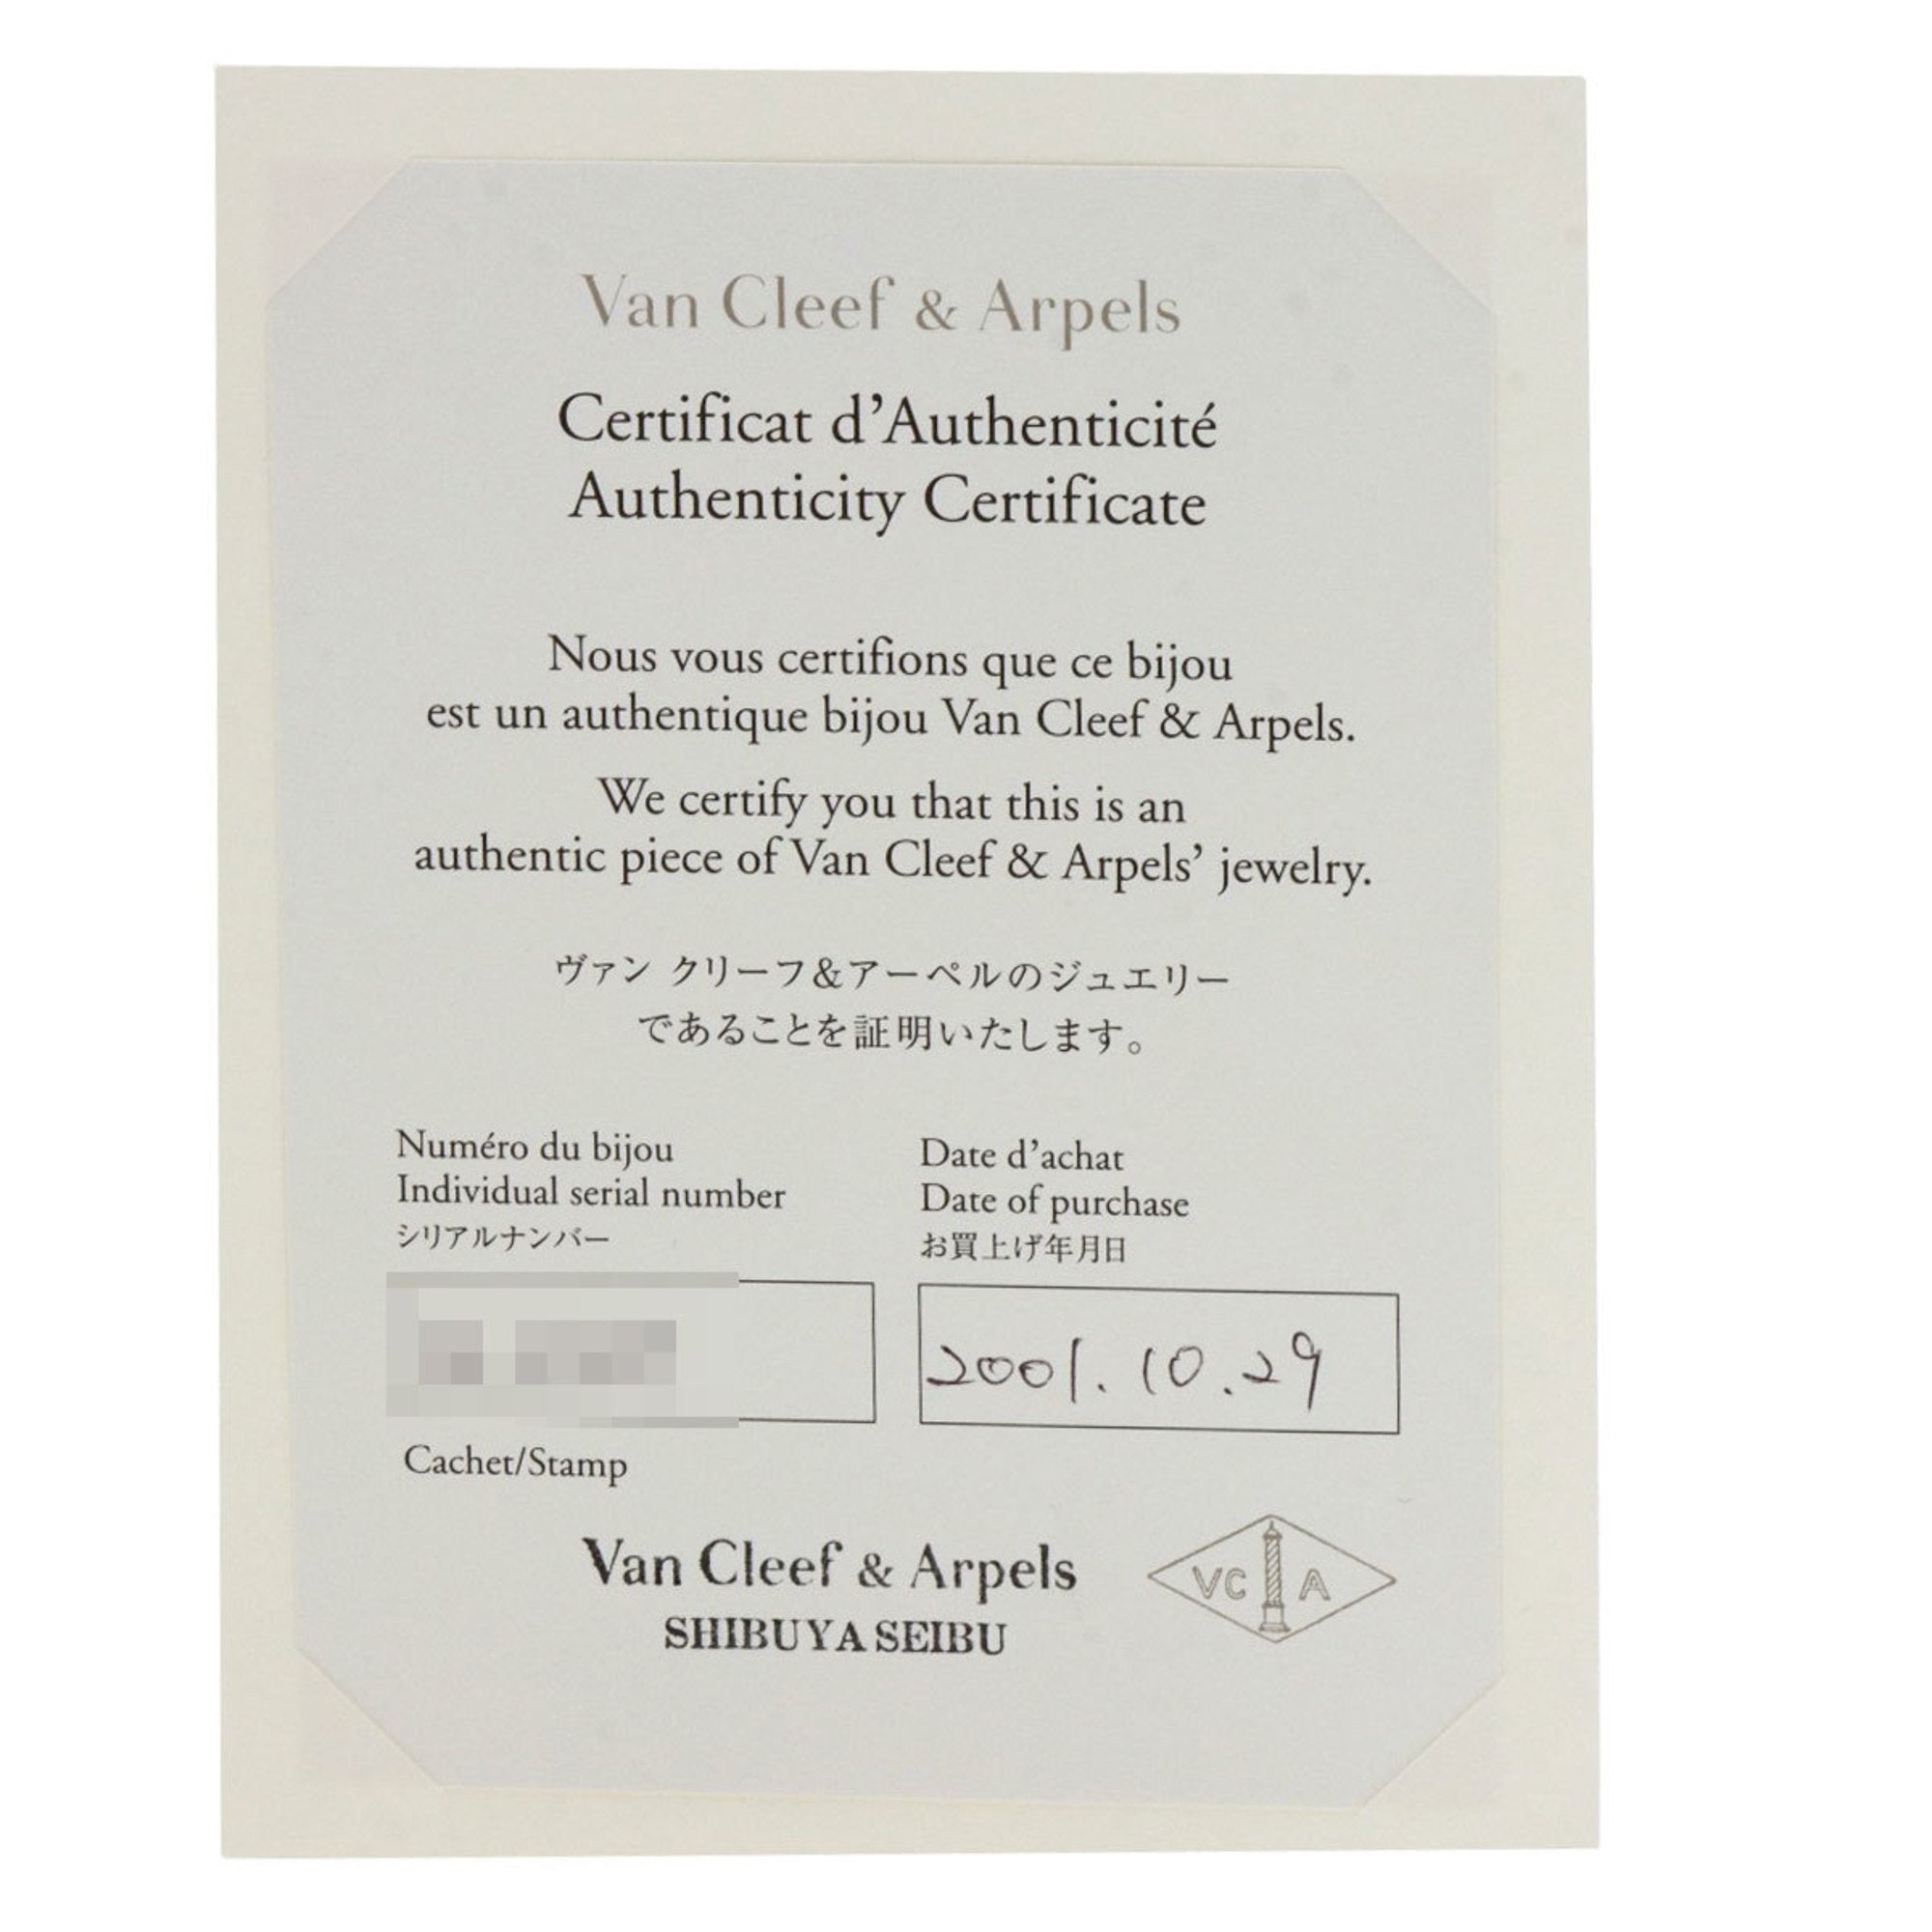 Van Cleef & Arpels
Certificat d'Authenticité
Authenticity Certificate
Nous vous certifions que ce bijou
est un authentique bijou Van Cleef & Arpels.
We certify you that this is an
authentic piece of Van Cleef & Arpels' jewelry.
ヴァン クリーフ&アーペルのジュエリー
であることを証明いたします。
Numéro du bijou
Individual serial number
シリアルナンバー
Date d'achat
Date of purchase
お買上げ年月日
2001.10.29
Cachet/Stamp
Van Cleef & Arpels
SHIBUYA SEIBU
VC A